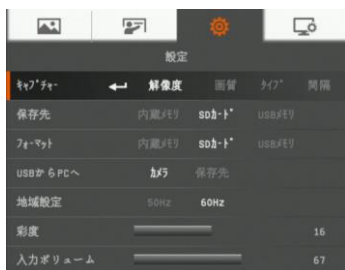 設定
ｷｬﾌﾟﾁｬｰ 解像度 画質 ﾀｲﾌﾟ 間隔
保存先 内蔵ﾒﾓﾘ SDｶｰﾄﾞ USBﾒﾓﾘ
ﾌｫｰﾏｯﾄ 内蔵ﾒﾓﾘ SDｶｰﾄﾞ USBﾒﾓﾘ
USBからPCへ ｶﾒﾗ 保存先
地域設定 50Hz 60Hz
彩度 16
入力ボリューム 67